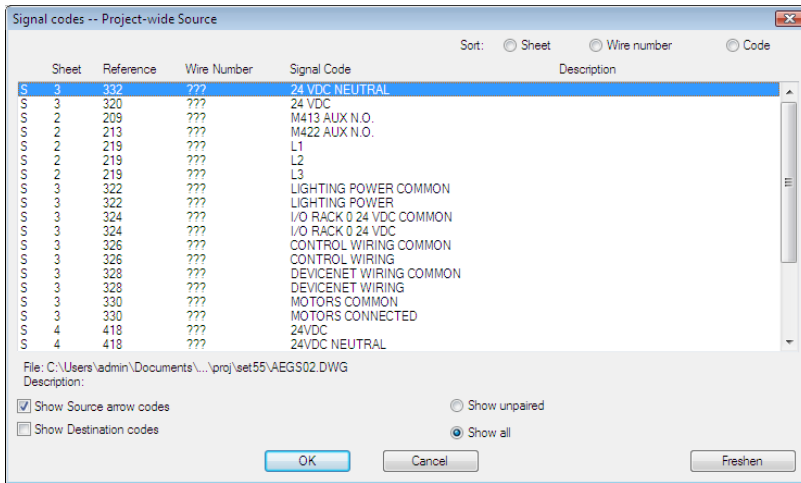 Signal codes -- Project-wide Source
Sort: Sheet Wire number Code
Sheet Reference Wire Number Signal Code Description
S 3 332 ??? 24 VDC NEUTRAL
S 3 320 ??? 24 VDC
S 2 209 ??? M413 AUX N.O.
S 2 213 ??? M422 AUX N.O.
S 2 219 ??? L1
S 2 219 ??? L2
S 2 219 ??? L3
S 3 322 ??? LIGHTING POWER COMMON
S 3 322 ??? LIGHTING POWER
S 3 324 ??? I/O RACK 0 24 VDC COMMON
S 3 324 ??? I/O RACK 0 24 VDC
S 3 326 ??? CONTROL WIRING COMMON
S 3 326 ??? CONTROL WIRING
S 3 328 ??? DEVICENET WIRING COMMON
S 3 328 ??? DEVICENET WIRING
S 3 330 ??? MOTORS COMMON
S 3 330 ??? MOTORS CONNECTED
S 4 418 ??? 24VDC
S 4 418 ??? 24VDC NEUTRAL
File: C:\Users\admin\Documents\...\proj\set55\AEGS02.DWG
Description:
Show Source arrow codes Show unpaired
Show Destination codes Show all
OK Cancel Freshen